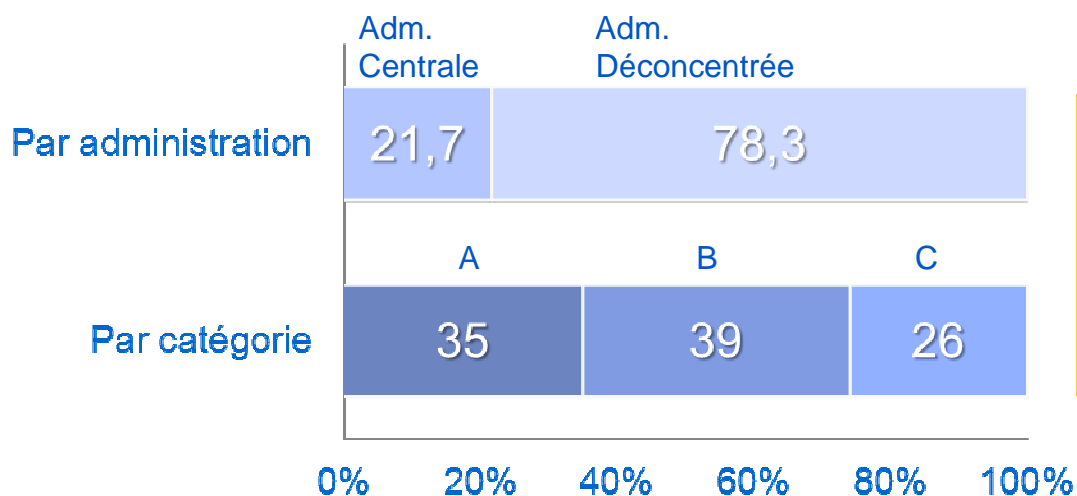 Adm.
Centrale
Adm.
Déconcentrée
Par administration
21,7
78,3
A
B
C
Par catégorie
35
39
26
0%
20%
40%
60%
80%
100%